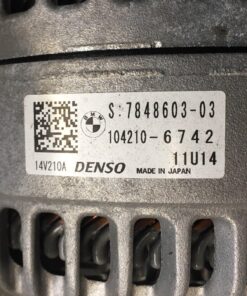 S:7848603-03
104210-6742
11U14
14V210A DENSO MADE IN JAPAN